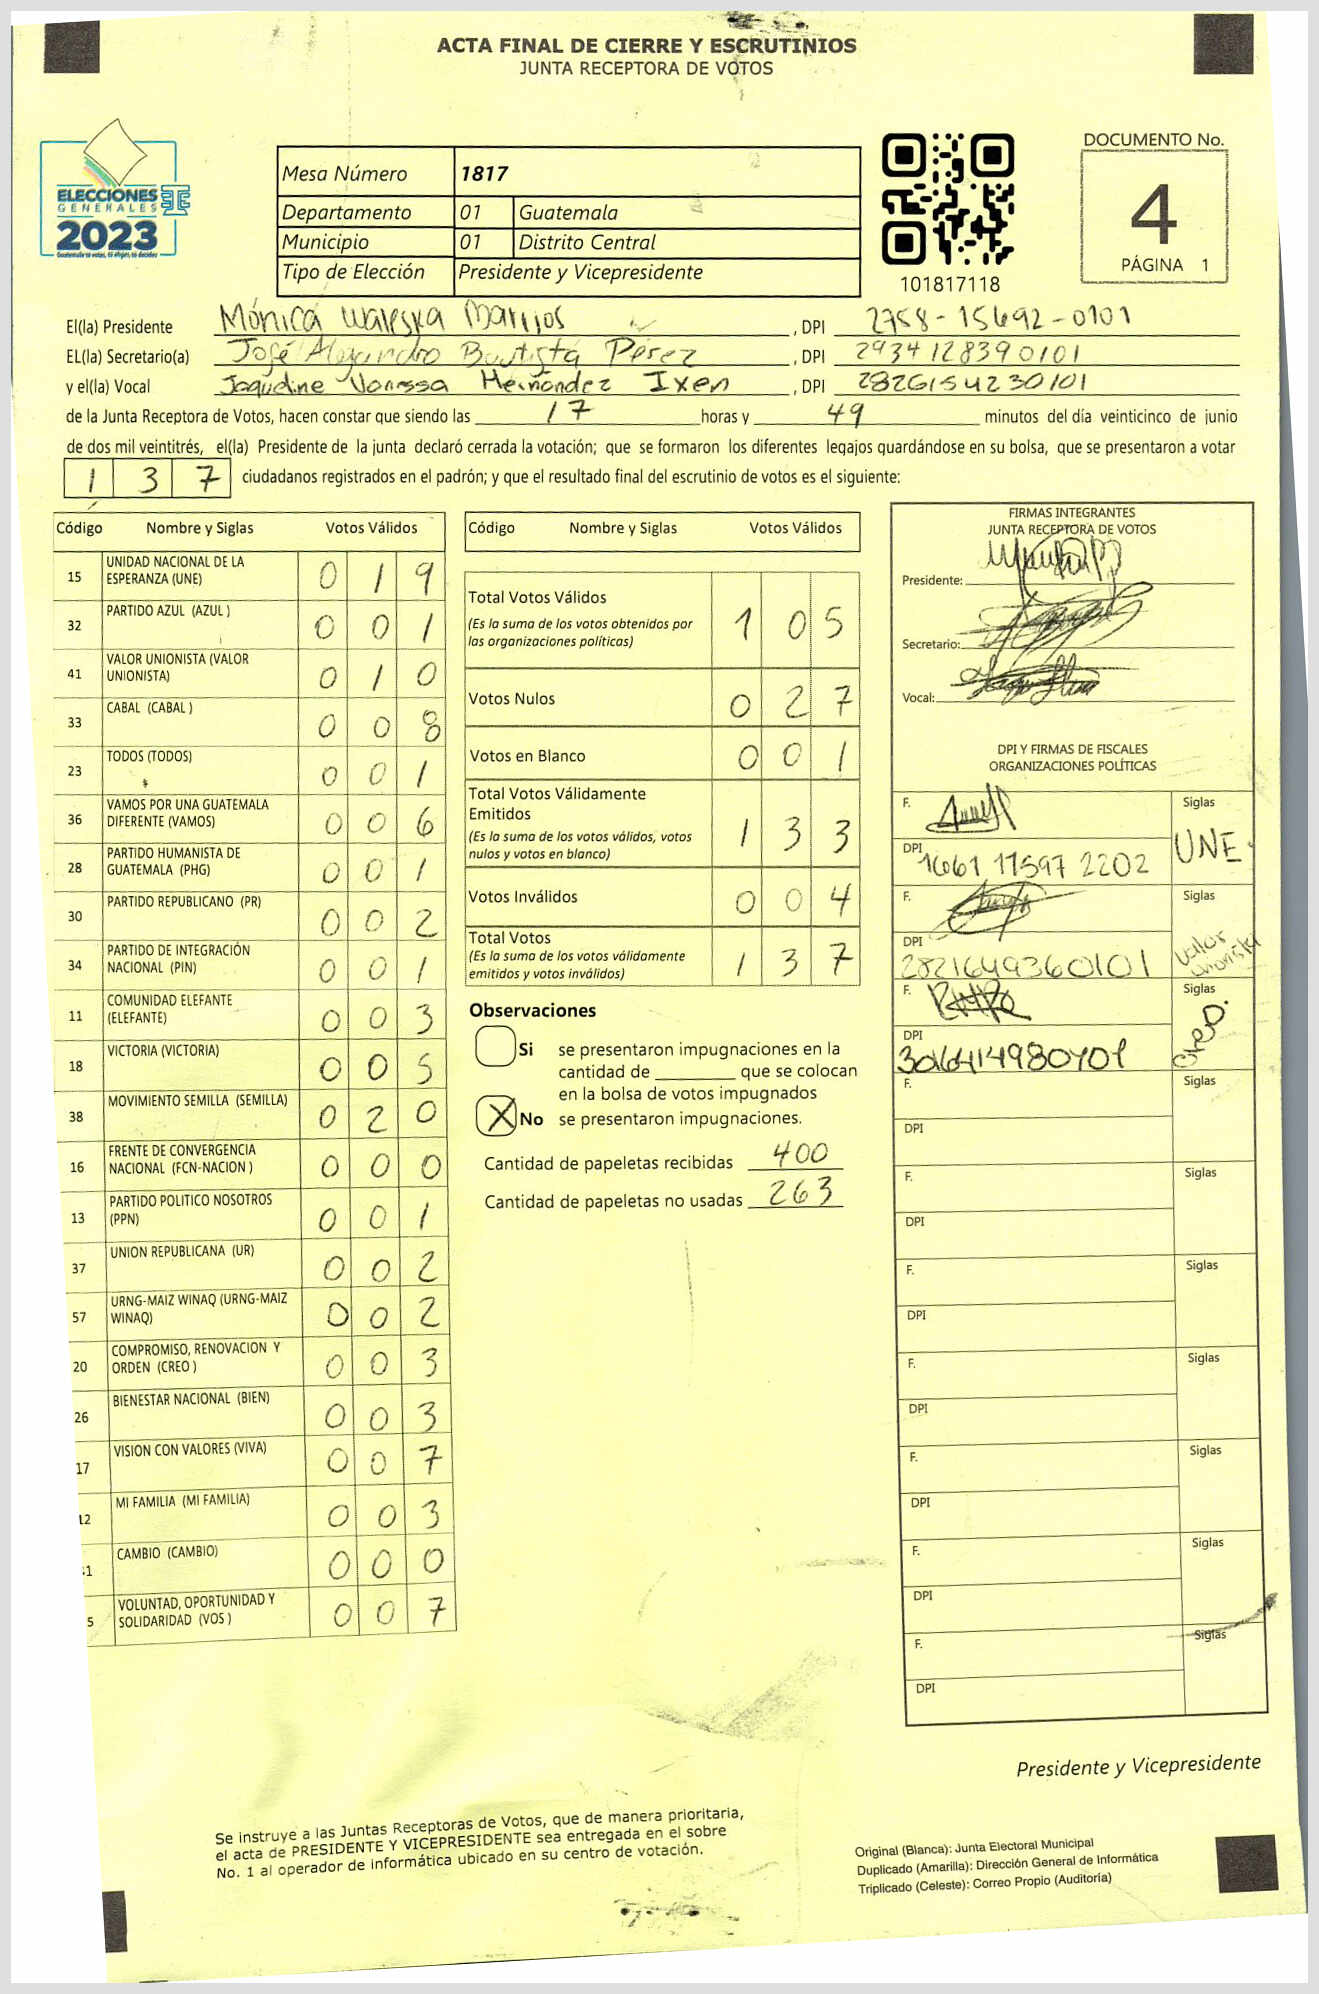 ACTA FINAL DE CIERRE Y ESCRUTINIOS
JUNTA RECEPTORA DE VOTOS
ELECCIONES
GENERALES
2023
Guatemala te votas, tú eliges, tú decides
Mesa Número 1817
Departamento 01 Guatemala
Municipio 01 Distrito Central
Tipo de Elección Presidente y Vicepresidente
101817118
DOCUMENTO No.
4
PÁGINA 1
El(la) Presidente Mónica Waleska , DPI 2758-15692-0101
EL(la) Secretario(a) José Alejandro Bautista Pérez , DPI 2934128390101
y el(la) Vocal Jaqueline Vanessa Hernández Ixen , DPI 2826154230101
de la Junta Receptora de Votos, hacen constar que siendo las 17 horas y 49 minutos del día veinticinco de junio
de dos mil veintitrés, el(la) Presidente de la junta declaró cerrada la votación; que se formaron los diferentes legajos guardándose en su bolsa, que se presentaron a votar
1 3 7 ciudadanos registrados en el padrón; y que el resultado final del escrutinio de votos es el siguiente:
Código Nombre y Siglas Votos Válidos
15 UNIDAD NACIONAL DE LA ESPERANZA (UNE) 0 1 9
32 PARTIDO AZUL (AZUL ) 0 0 1
41 VALOR UNIONISTA (VALOR UNIONISTA) 0 1 0
33 CABAL (CABAL ) 0 0 8
23 TODOS (TODOS) 0 0 1
36 VAMOS POR UNA GUATEMALA DIFERENTE (VAMOS) 0 0 6
28 PARTIDO HUMANISTA DE GUATEMALA (PHG) 0 0 1
30 PARTIDO REPUBLICANO (PR) 0 0 2
34 PARTIDO DE INTEGRACIÓN NACIONAL (PIN) 0 0 1
11 COMUNIDAD ELEFANTE (ELEFANTE) 0 0 3
18 VICTORIA (VICTORIA) 0 0 5
38 MOVIMIENTO SEMILLA (SEMILLA) 0 2 0
16 FRENTE DE CONVERGENCIA NACIONAL (FCN-NACION ) 0 0 0
13 PARTIDO POLITICO NOSOTROS (PPN) 0 0 1
37 UNION REPUBLICANA (UR) 0 0 2
57 URNG-MAIZ WINAQ (URNG-MAIZ WINAQ) 0 0 2
20 COMPROMISO, RENOVACION Y ORDEN (CREO ) 0 0 3
26 BIENESTAR NACIONAL (BIEN) 0 0 3
17 VISION CON VALORES (VIVA) 0 0 7
12 MI FAMILIA (MI FAMILIA) 0 0 3
1 CAMBIO (CAMBIO) 0 0 0
5 VOLUNTAD, OPORTUNIDAD Y SOLIDARIDAD (VOS ) 0 0 7
Código Nombre y Siglas Votos Válidos
Total Votos Válidos 1 0 5
(Es la suma de los votos obtenidos por
las organizaciones políticas)
Votos Nulos 0 2 7
Votos en Blanco 0 0 1
Total Votos Válidamente
Emitidos 1 3 3
(Es la suma de los votos válidos, votos
nulos y votos en blanco)
Votos Inválidos 0 0 4
Total Votos 1 3 7
(Es la suma de los votos válidamente
emitidos y votos inválidos)
Observaciones
Si se presentaron impugnaciones en la
cantidad de ________ que se colocan
en la bolsa de votos impugnados
X No se presentaron impugnaciones.
Cantidad de papeletas recibidas 400
Cantidad de papeletas no usadas 263
FIRMAS INTEGRANTES
JUNTA RECEPTORA DE VOTOS
Presidente:
Secretario:
Vocal:
DPI Y FIRMAS DE FISCALES
ORGANIZACIONES POLÍTICAS
F. Siglas
DPI 1661 11597 2202 UNE
F. Siglas
DPI 2821649360101 Valor Unionista
F. Siglas
DPI 3016414980101
F. Siglas
DPI
F. Siglas
DPI
F. Siglas
DPI
F. Siglas
DPI
F. Siglas
DPI
F. Siglas
DPI
F. Siglas
DPI
Presidente y Vicepresidente
Se instruye a las Juntas Receptoras de Votos, que de manera prioritaria,
el acta de PRESIDENTE Y VICEPRESIDENTE sea entregada en el sobre
No. 1 al operador de informática ubicado en su centro de votación.
Original (Blanca): Junta Electoral Municipal
Duplicado (Amarilla): Dirección General de Informática
Triplicado (Celeste): Correo Propio (Auditoría)